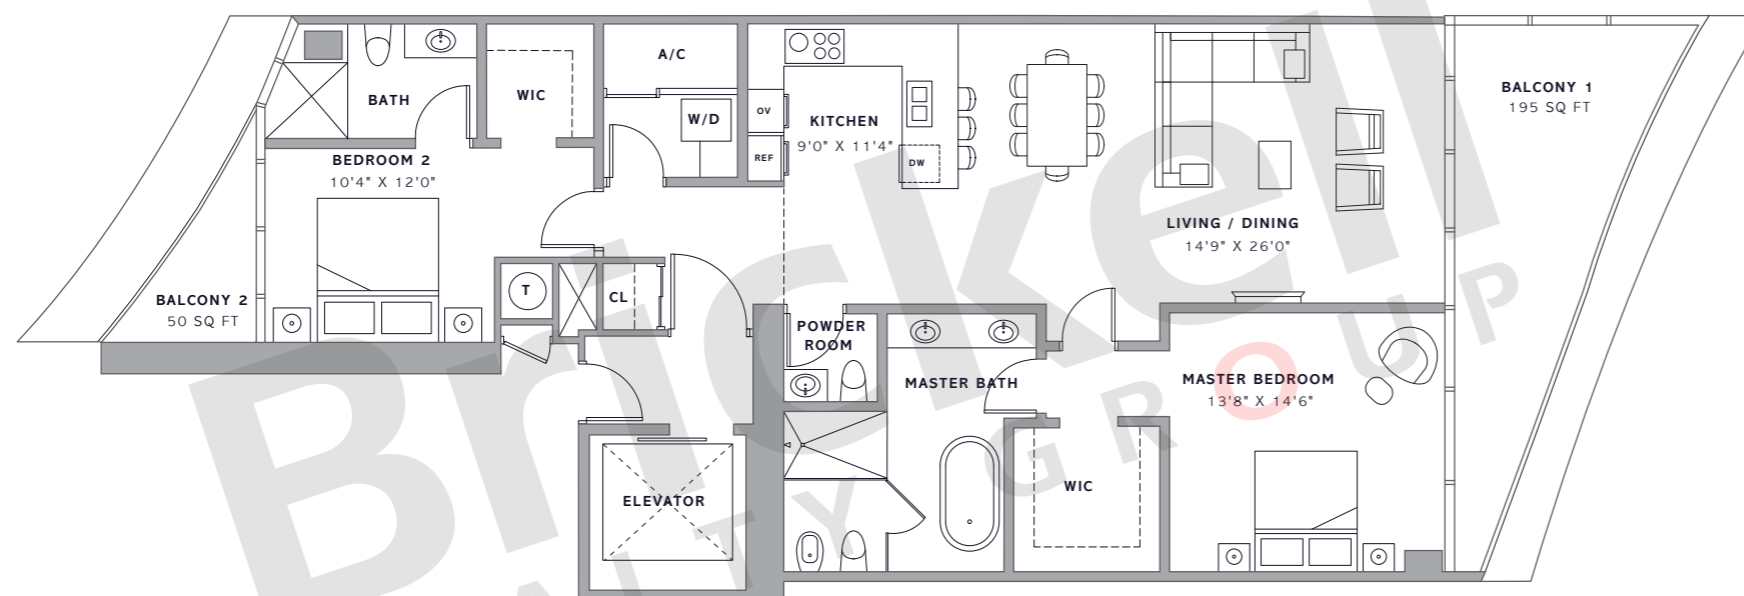 BATH
WIC
A/C
W/D
OV
REF
KITCHEN
9'0" X 11'4"
DW
BALCONY 1
195 SQ FT
BEDROOM 2
10'4" X 12'0"
LIVING / DINING
14'9" X 26'0"
BALCONY 2
50 SQ FT
T
CL
POWDER
ROOM
MASTER BATH
MASTER BEDROOM
13'8" X 14'6"
WIC
ELEVATOR
Brickell
ALTY GROUP